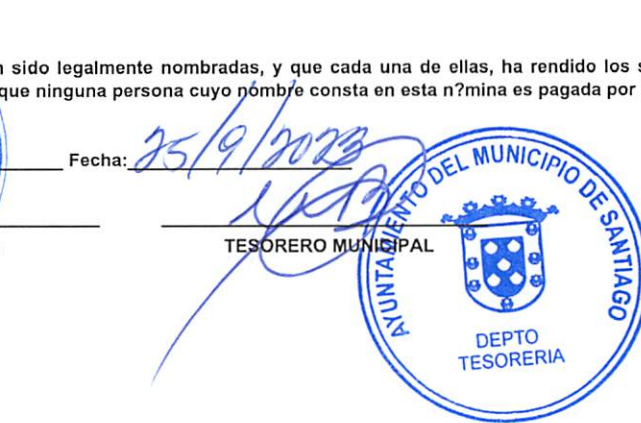 sido legalmente nombradas, y que cada una de ellas, ha rendido los
que ninguna persona cuyo nombre consta en esta n?mina es pagada por
Fecha: 25/9/2023
TESORERO MUNICIPAL
AYUNTAMIENTO DEL MUNICIPIO DE SANTIAGO
DEPTO
TESORERIA